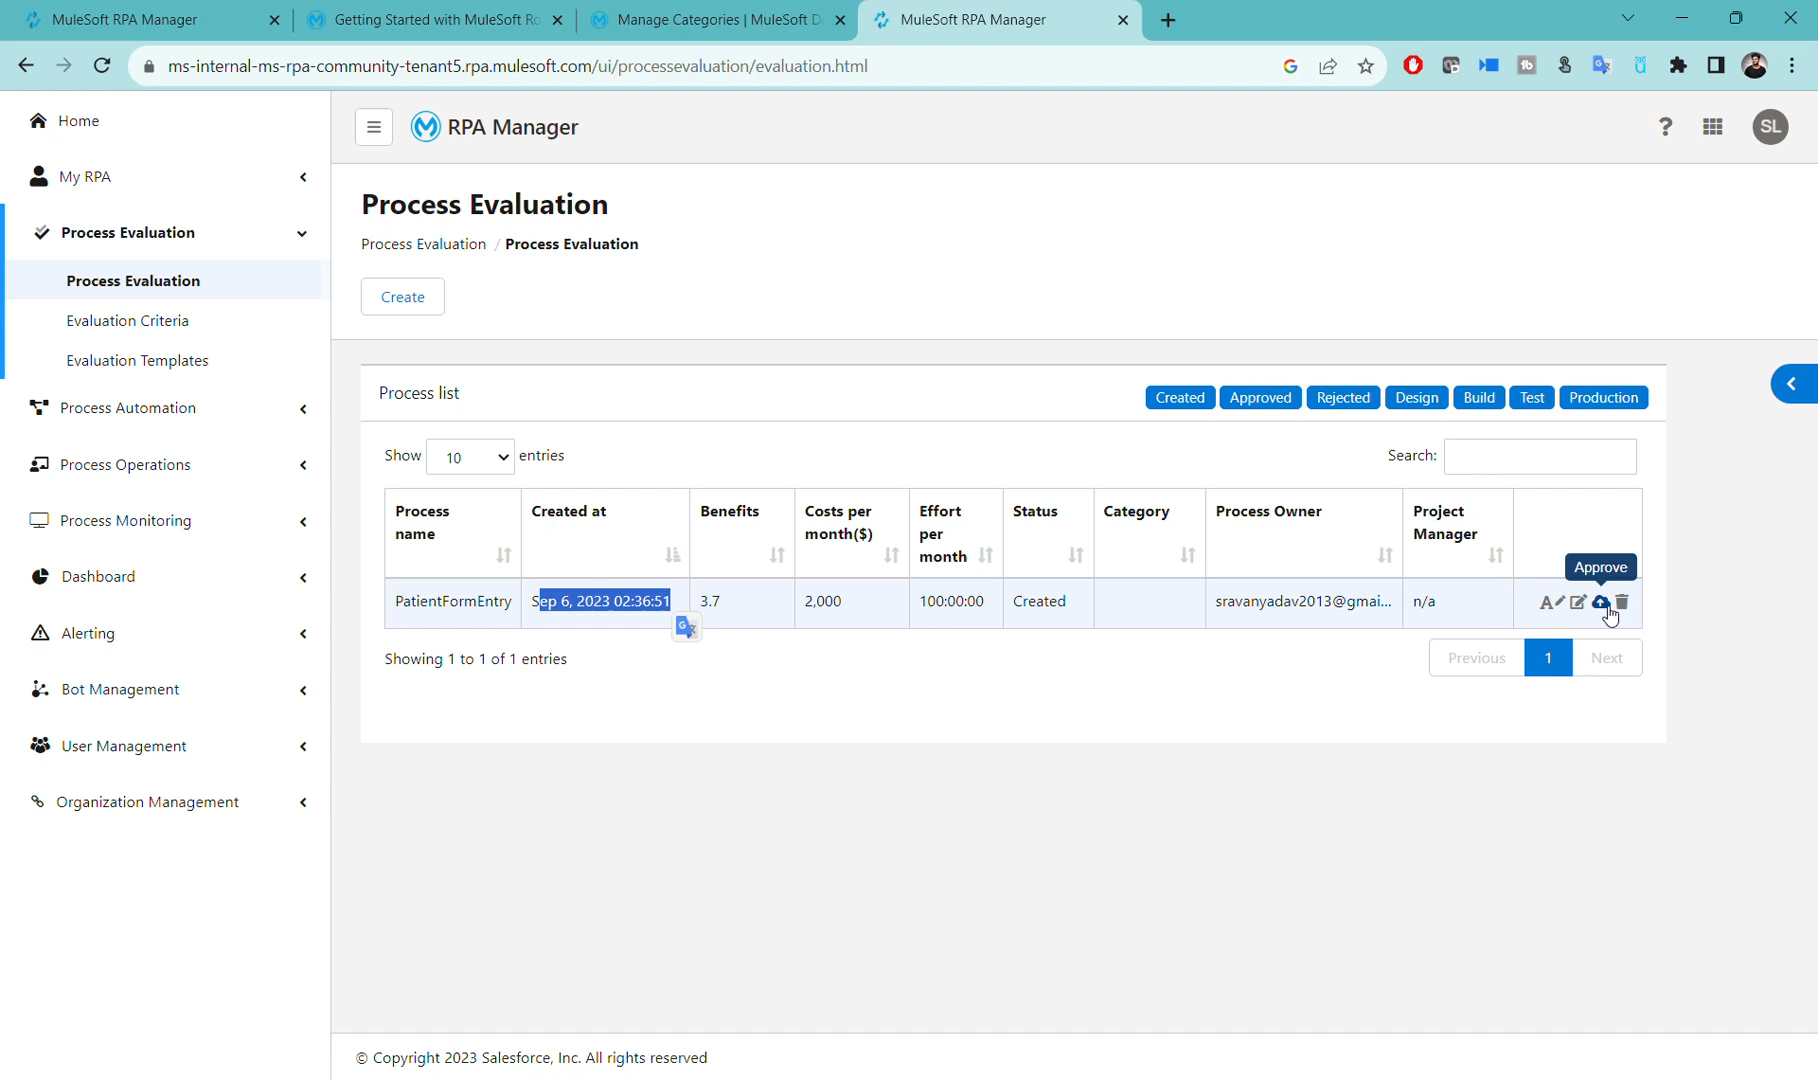 MuleSoft RPA Manager
Getting Started with MuleSoft Ro
Manage Categories | MuleSoft D
MuleSoft RPA Manager
ms-internal-ms-rpa-community-tenant5.rpa.mulesoft.com/ui/processevaluation/evaluation.html
Home
RPA Manager
SL
My RPA
Process Evaluation
Process Evaluation
Process Evaluation / Process Evaluation
Process Evaluation
Create
Evaluation Criteria
Evaluation Templates
Process list
Created Approved Rejected Design Build Test Production
Process Automation
Show 10 entries
Search:
Process Operations
Process name
Created at
Benefits
Costs per month($)
Effort per month
Status
Category
Process Owner
Project Manager
Process Monitoring
Approve
Dashboard
PatientFormEntry Sep 6, 2023 02:36:51 3.7 2,000 100:00:00 Created sravanyadav2013@gmai... n/a
Alerting
Showing 1 to 1 of 1 entries
Previous 1 Next
Bot Management
User Management
Organization Management
© Copyright 2023 Salesforce, Inc. All rights reserved